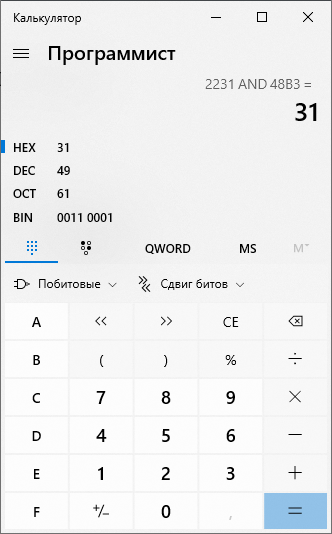 Калькулятор
Программист
2231 AND 48B3 =
31
HEX 31
DEC 49
OCT 61
BIN 0011 0001
QWORD MS M
Побитовые Сдвиг битов
A << >> CE
B ( ) % ÷
C 7 8 9 ×
D 4 5 6 −
E 1 2 3 +
F +/− 0 , =